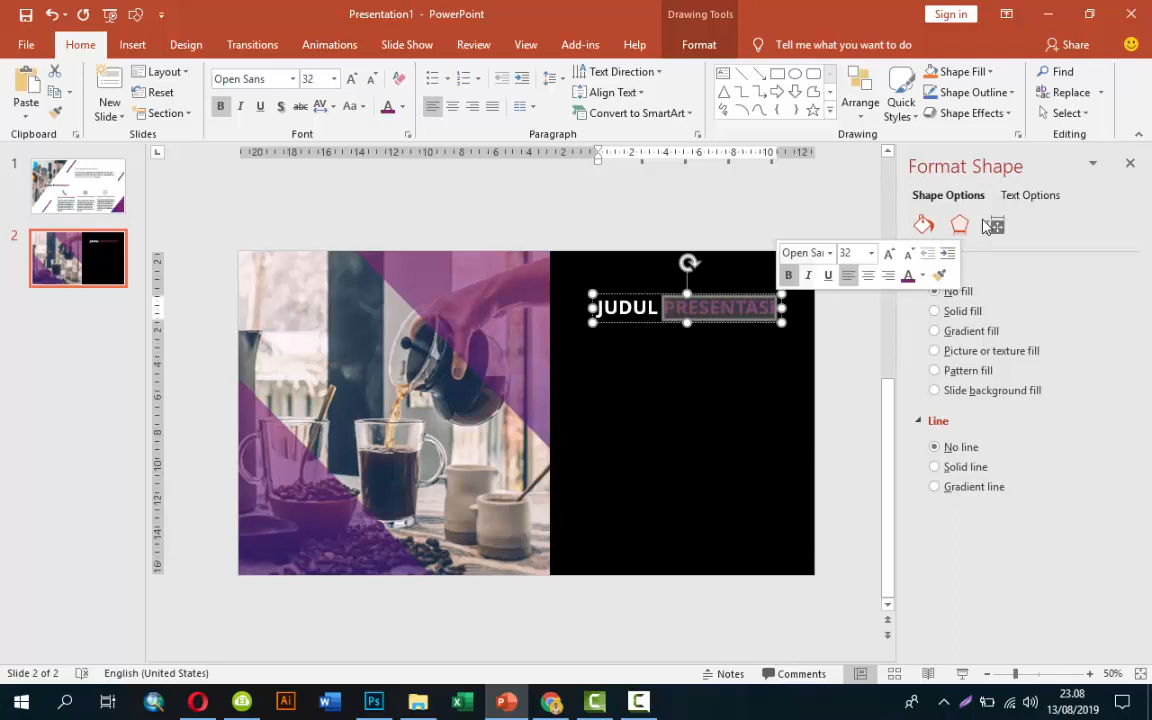 Presentation1 - PowerPoint
Drawing Tools
Sign in
File
Home
Insert
Design
Transitions
Animations
Slide Show
Review
View
Add-ins
Help
Format
Tell me what you want to do
Share
Paste
Clipboard
New
Slide
Layout
Reset
Section
Slides
Open Sans
32
B I U S abc AV Aa A
Font
Text Direction
Align Text
Convert to SmartArt
Paragraph
Arrange
Quick
Styles
Shape Fill
Shape Outline
Shape Effects
Drawing
Find
Replace
Select
Editing
1
2
Format Shape
Shape Options
Text Options
Open Sar
32
B I U A
JUDUL PRESENTASI
No fill
Solid fill
Gradient fill
Picture or texture fill
Pattern fill
Slide background fill
Line
No line
Solid line
Gradient line
Slide 2 of 2
English (United States)
Notes
Comments
50%
23.08
13/08/2019